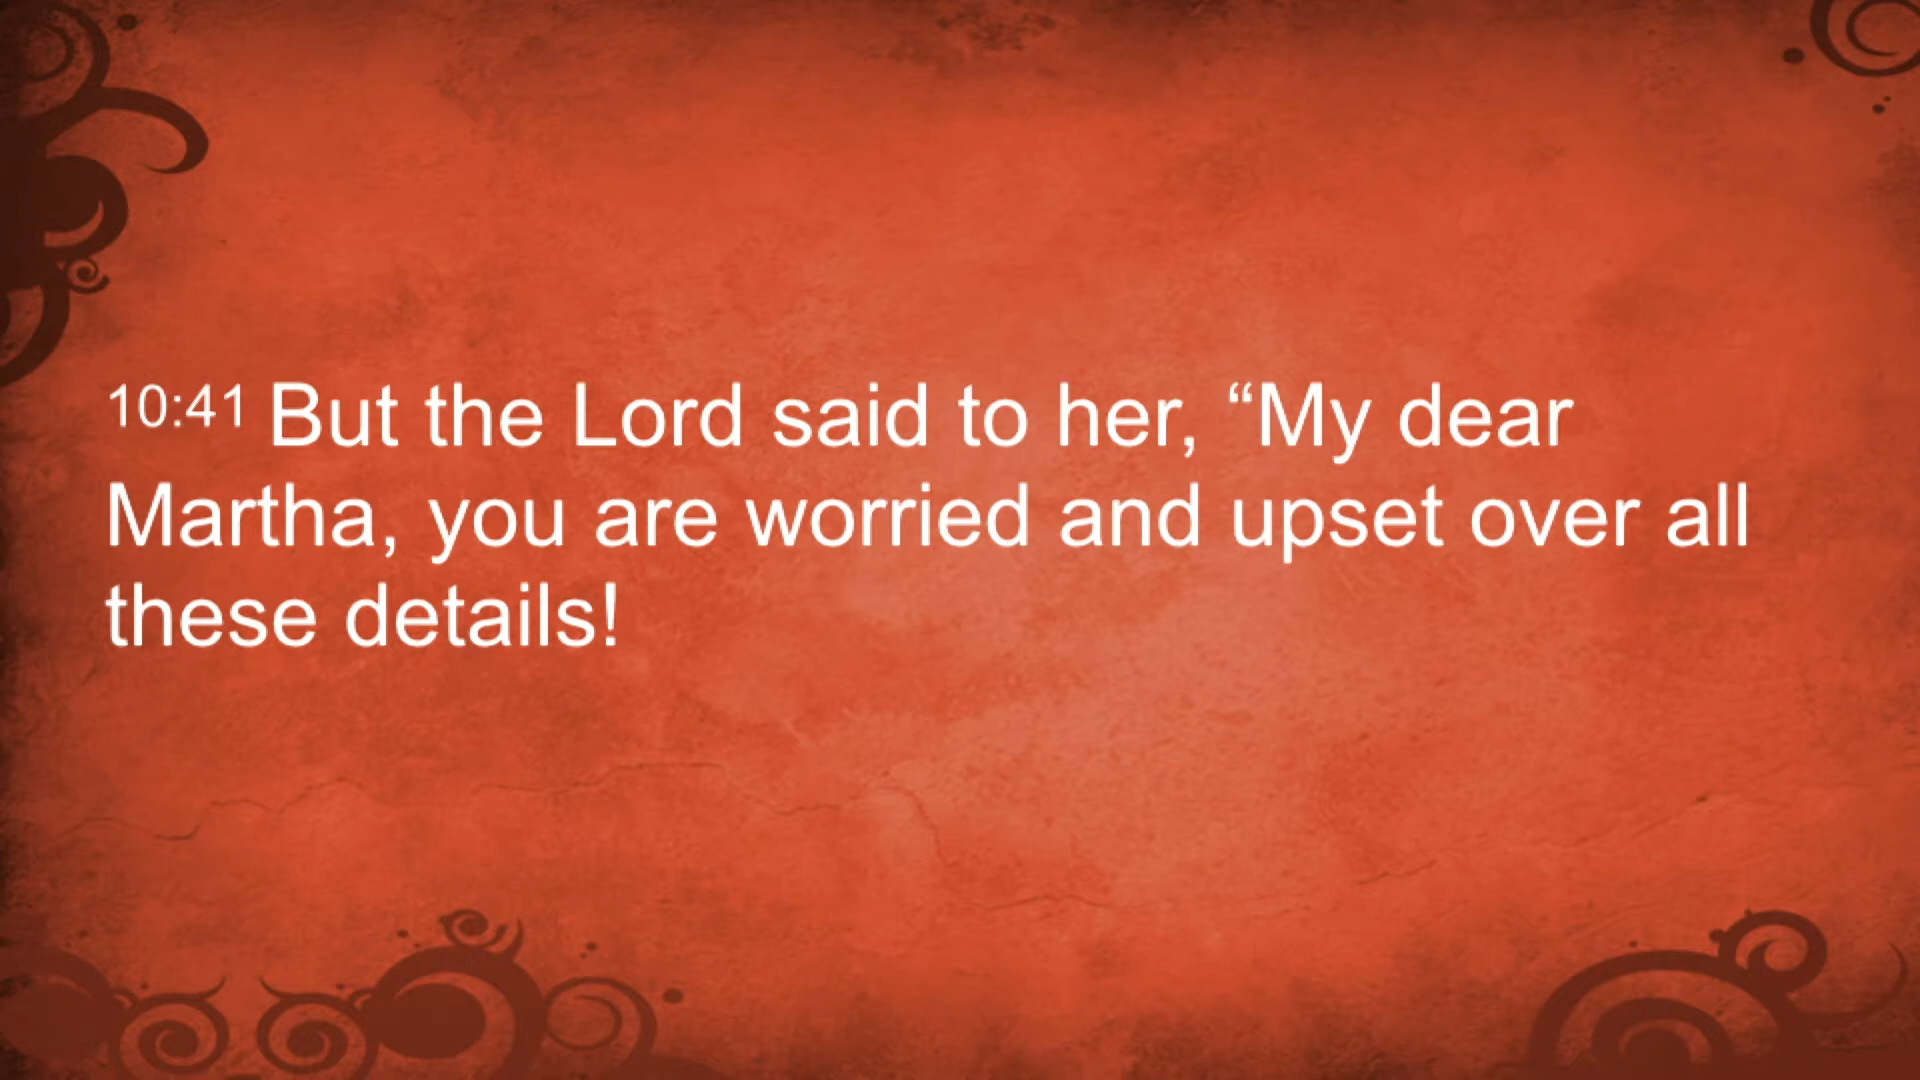 10:41 But the Lord said to her, “My dear
Martha, you are worried and upset over all
these details!